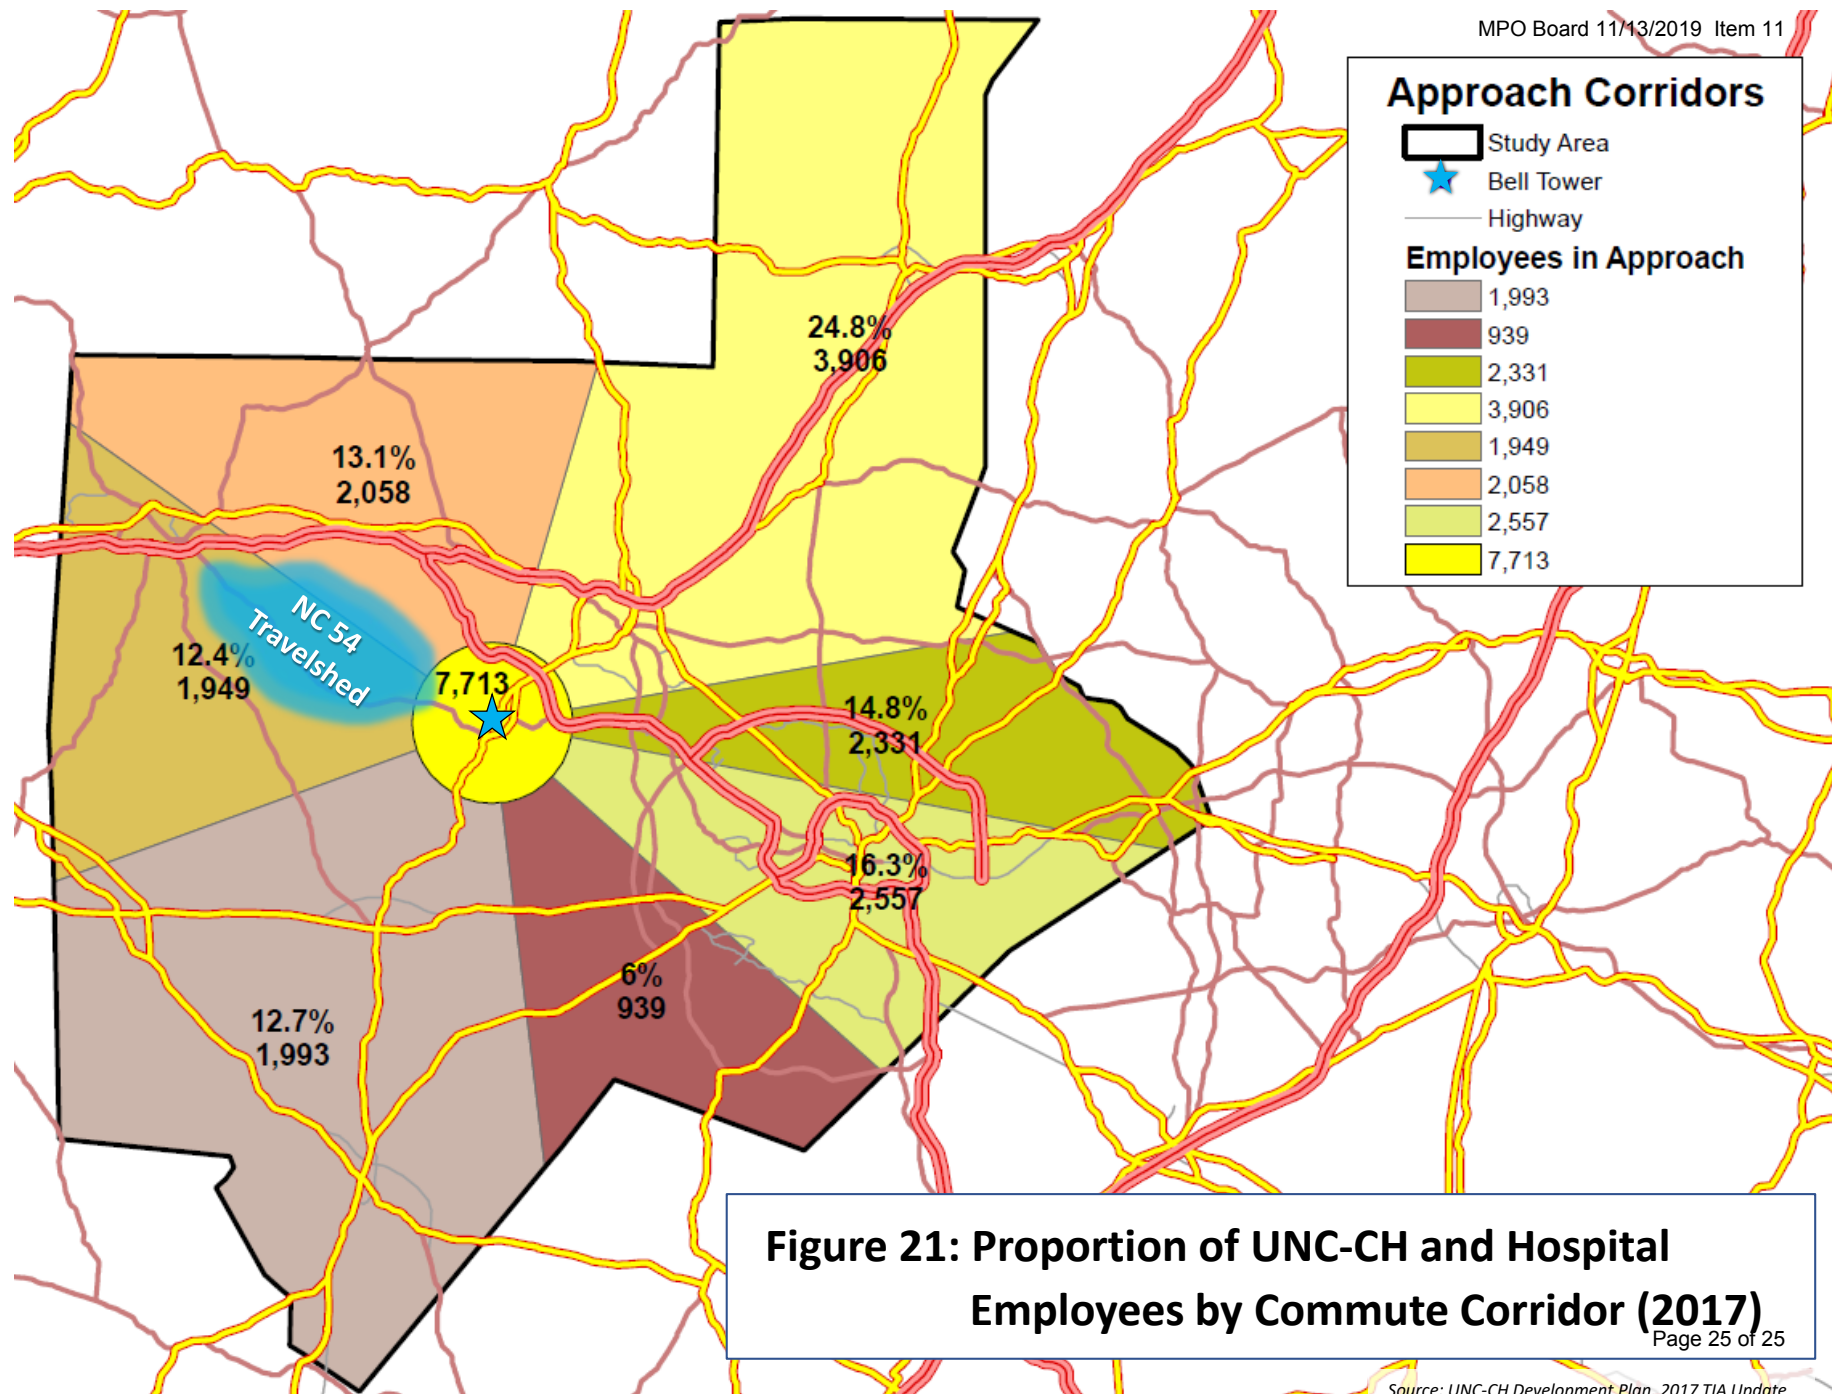 MPO Board 11/13/2019 Item 11
Approach Corridors
Study Area
Bell Tower
Highway
Employees in Approach
1,993
939
2,331
3,906
1,949
2,058
2,557
7,713
24.8%
3,906
13.1%
2,058
NC 54
Travelshed
12.4%
1,949
7,713
14.8%
2,331
16.3%
2,557
6%
939
12.7%
1,993
Figure 21: Proportion of UNC-CH and Hospital
Employees by Commute Corridor (2017)
Page 25 of 25
Source: UNC-CH Development Plan, 2017 TIA Update